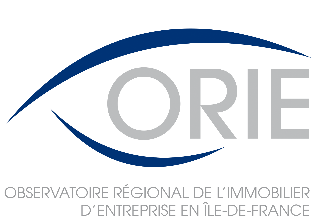 ORIE
OBSERVATOIRE RÉGIONAL DE L'IMMOBILIER
D'ENTREPRISE EN ÎLE-DE-FRANCE